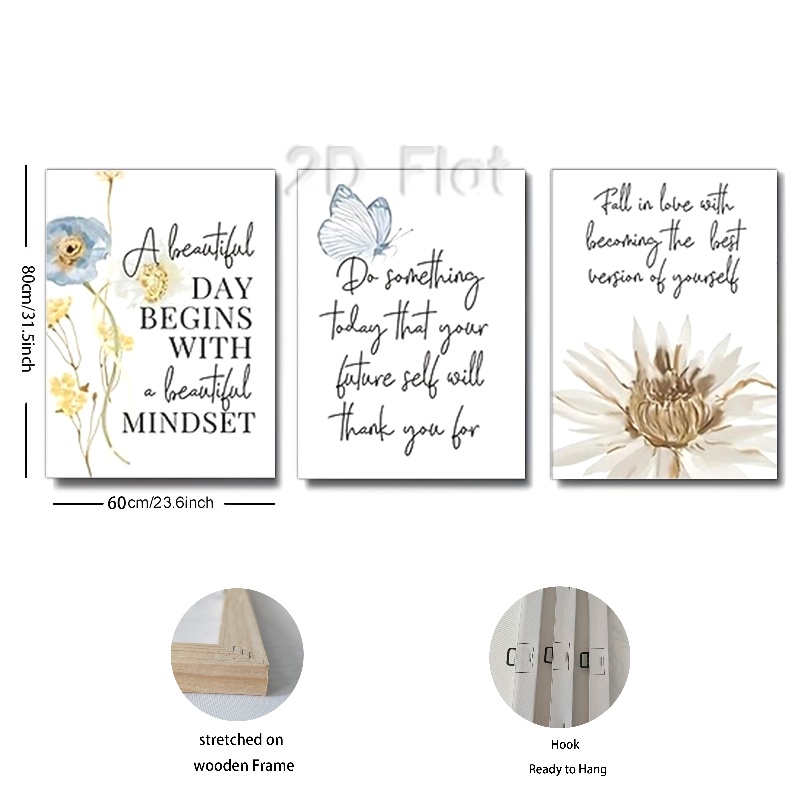 2D Flat
A beautiful
DAY
BEGINS
WITH
a beautiful
MINDSET
Do something
today that your
future self will
thank you for
Fall in love with
becoming the best
version of yourself
80cm/31.5inch
60cm/23.6inch
stretched on
wooden Frame
Hook
Ready to Hang